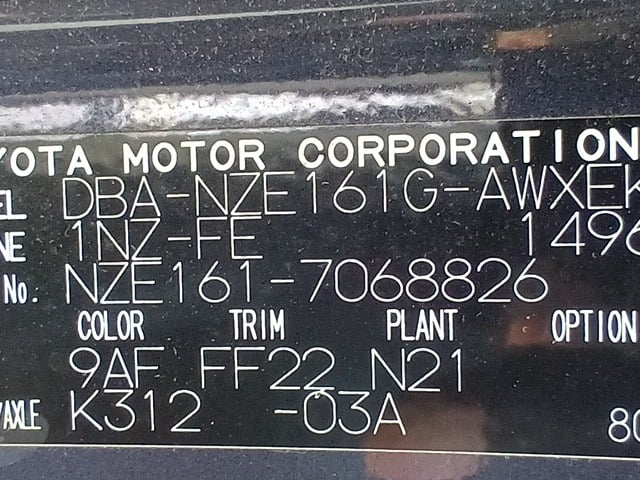 YOTA MOTOR CORPORATION
EL DBA-NZE161G-AWXEK
NE 1NZ-FE 1496
No. NZE161-7068826
COLOR TRIM PLANT OPTION
9AF FF22 N21
/AXLE K312 -03A 80